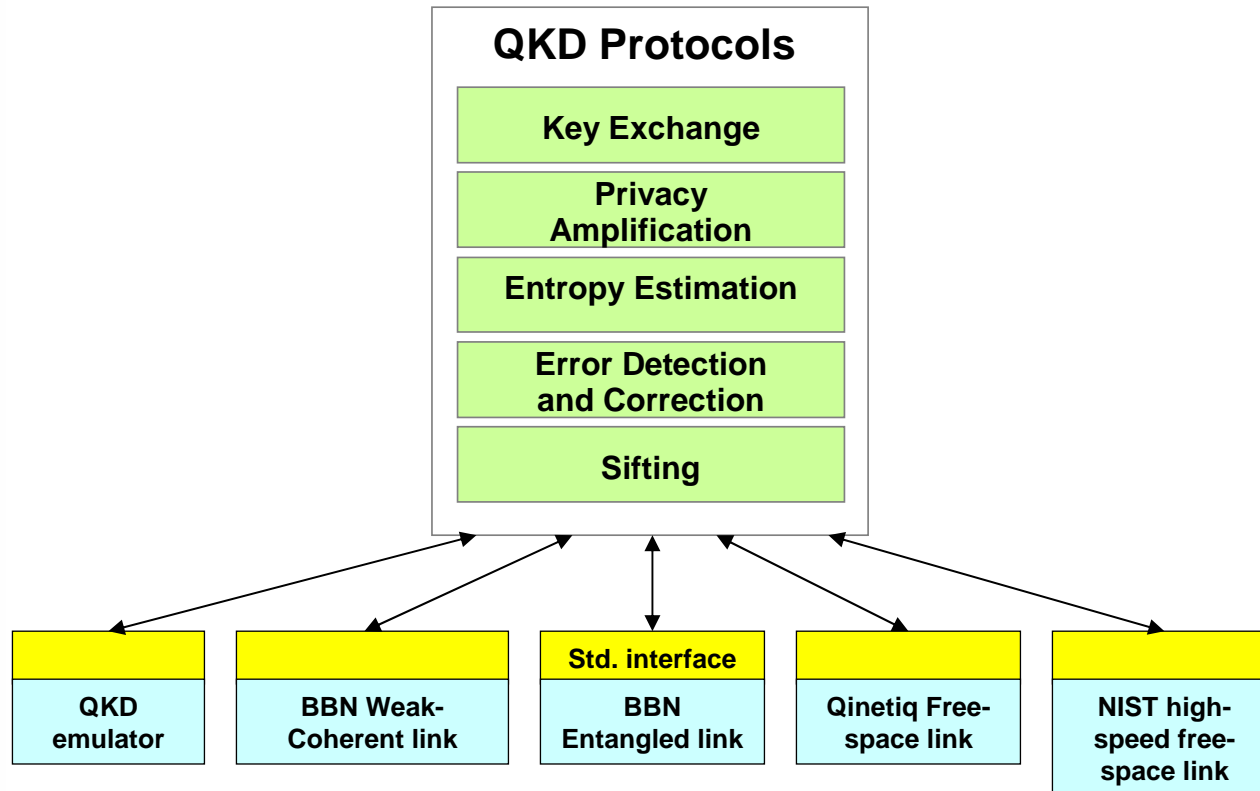 QKD Protocols
Key Exchange
Privacy
Amplification
Entropy Estimation
Error Detection
and Correction
Sifting
Std. interface
QKD
emulator
BBN Weak-
Coherent link
BBN
Entangled link
Qinetiq Free-
space link
NIST high-
speed free-
space link